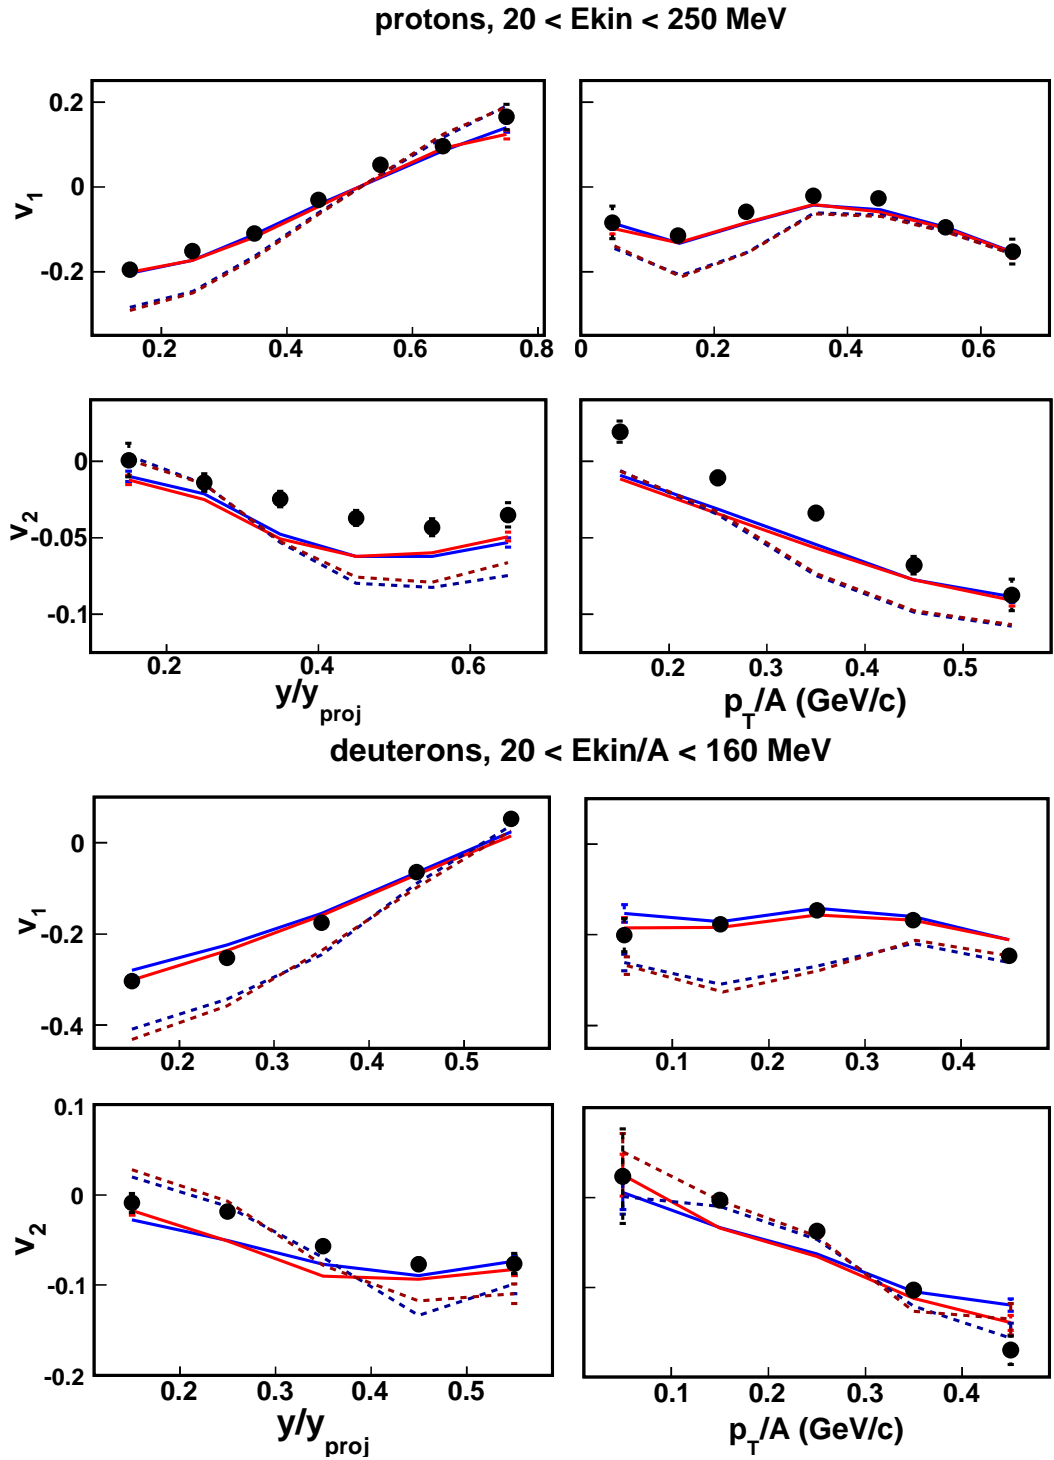 protons, 20 < Ekin < 250 MeV
v1
0.2
0
-0.2
0.2 0.4 0.6 0.8
0 0.2 0.4 0.6
v2
0
-0.05
-0.1
0.2 0.4 0.6
0.2 0.3 0.4 0.5
y/yproj
pT/A (GeV/c)
deuterons, 20 < Ekin/A < 160 MeV
v1
0
-0.2
-0.4
0.2 0.3 0.4 0.5
0.1 0.2 0.3 0.4
v2
0.1
0
-0.1
-0.2
0.2 0.3 0.4 0.5
0.1 0.2 0.3 0.4
y/yproj
pT/A (GeV/c)